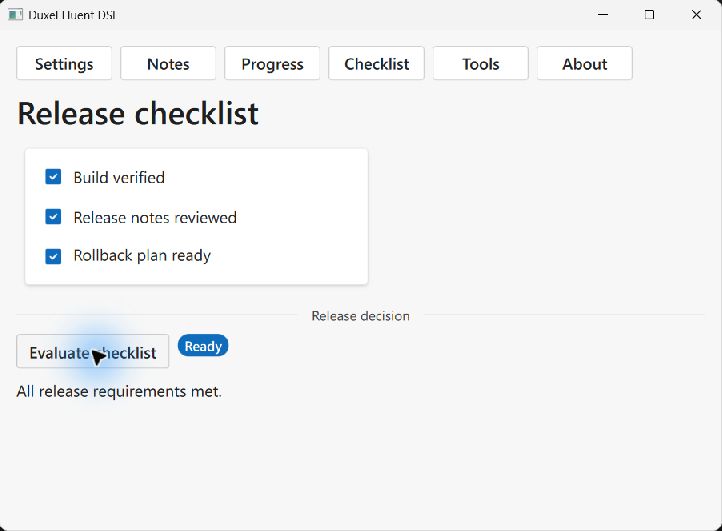 Duxel Fluent DSL
Settings Notes Progress Checklist Tools About
Release checklist
Build verified
Release notes reviewed
Rollback plan ready
Release decision
Evaluate checklist Ready
All release requirements met.